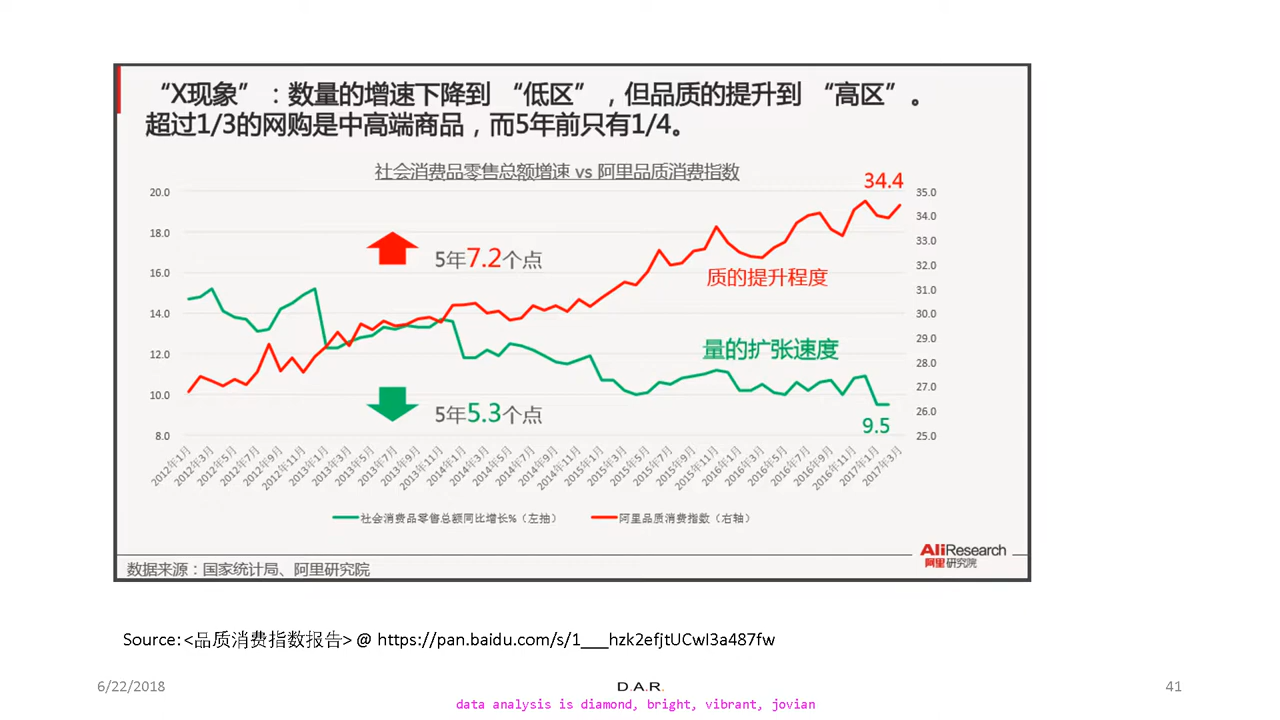 “X现象”：数量的增速下降到 “低区”，但品质的提升到 “高区”。
超过1/3的网购是中高端商品，而5年前只有1/4。
社会消费品零售总额增速 vs 阿里品质消费指数
34.4
20.0
18.0
16.0
14.0
12.0
10.0
8.0
35.0
34.0
33.0
32.0
31.0
30.0
29.0
28.0
27.0
26.0
25.0
5年7.2个点
质的提升程度
量的扩张速度
5年5.3个点
9.5
2012年1月
2012年3月
2012年5月
2012年7月
2012年9月
2012年11月
2013年1月
2013年3月
2013年5月
2013年7月
2013年9月
2013年11月
2014年1月
2014年3月
2014年5月
2014年7月
2014年9月
2014年11月
2015年1月
2015年3月
2015年5月
2015年7月
2015年9月
2015年11月
2016年1月
2016年3月
2016年5月
2016年7月
2016年9月
2016年11月
2017年1月
2017年3月
社会消费品零售总额同比增长%（左抽）
阿里品质消费指数（右轴）
AliResearch
阿里研究院
数据来源：国家统计局、阿里研究院
Source: <品质消费指数报告> @ https://pan.baidu.com/s/1___hzk2efjtUCwI3a487fw
6/22/2018
D.A.R.
41
data analysis is diamond, bright, vibrant, jovian